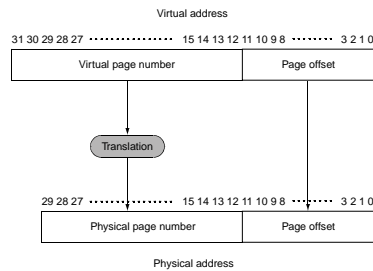 Virtual address
31 30 29 28 27 15 14 13 12 11 10 9 8 3 2 1 0
Virtual page number Page offset
Translation
29 28 27 15 14 13 12 11 10 9 8 3 2 1 0
Physical page number Page offset
Physical address